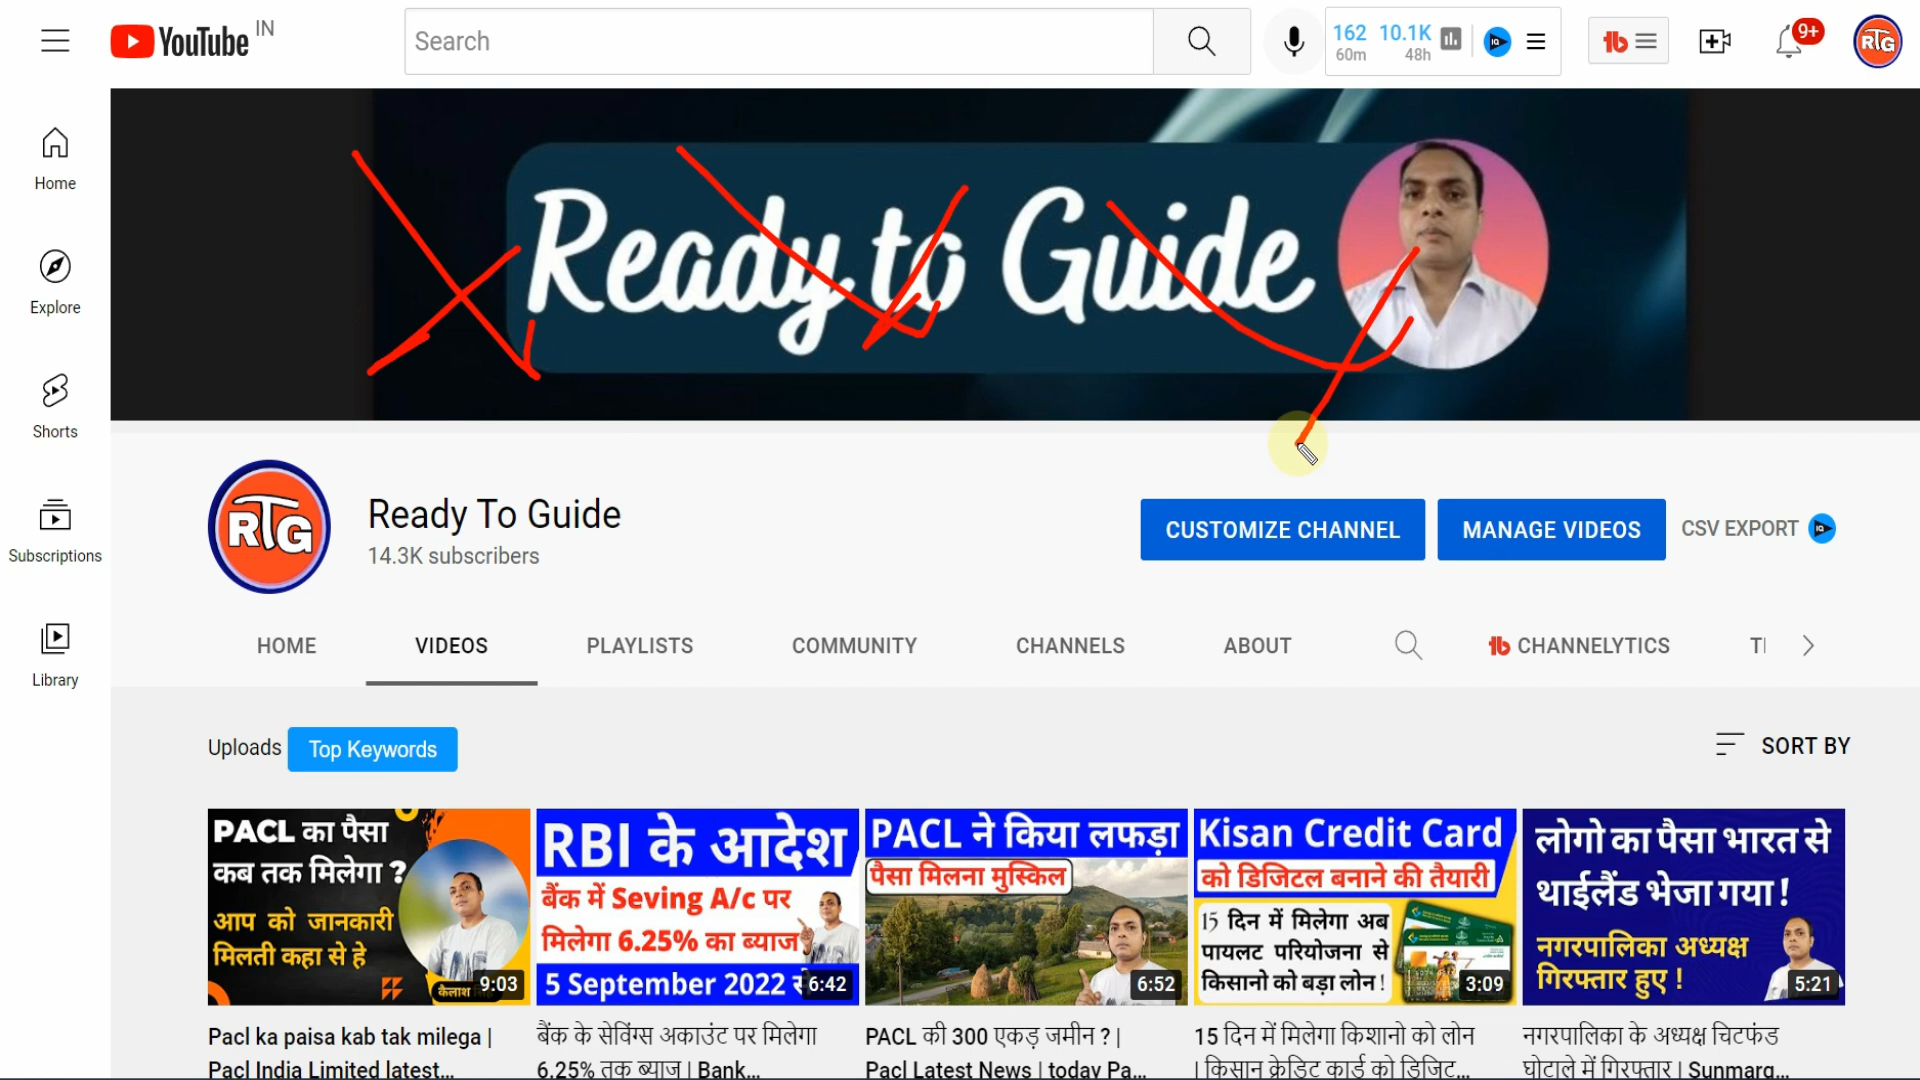 YouTube IN
Search
162 10.1K
60m 48h
IQ
tb
9+
RTG
Home
Explore
Shorts
Subscriptions
Library
Ready to Guide
RTG
Ready To Guide
14.3K subscribers
CUSTOMIZE CHANNEL
MANAGE VIDEOS
CSV EXPORT
HOME
VIDEOS
PLAYLISTS
COMMUNITY
CHANNELS
ABOUT
tb CHANNELYTICS
Uploads
Top Keywords
SORT BY
PACL का पैसा
कब तक मिलेगा ?
आप को जानकारी
मिलती कहा से हे
9:03
RBI के आदेश
बैंक में Seving A/c पर
मिलेगा 6.25% का ब्याज
5 September 2022
6:42
PACL ने किया लफड़ा
पैसा मिलना मुस्किल
6:52
Kisan Credit Card
को डिजिटल बनाने की तैयारी
15 दिन में मिलेगा अब
पायलट परियोजना से
किसानो को बड़ा लोन !
3:09
लोगो का पैसा भारत से
थाईलैंड भेजा गया !
नगरपालिका अध्यक्ष
गिरफ्तार हुए !
5:21
Pacl ka paisa kab tak milega |
Pacl India Limited latest...
बैंक के सेविंग्स अकाउंट पर मिलेगा
6.25% तक ब्याज | Bank...
PACL की 300 एकड़ जमीन ? |
Pacl Latest News | today Pa...
15 दिन में मिलेगा किशानो को लोन
| किसान क्रेडिट कार्ड को डिजिट...
नगरपालिका के अध्यक्ष चिटफंड
घोटाले में गिरफ्तार | Sunmarg...